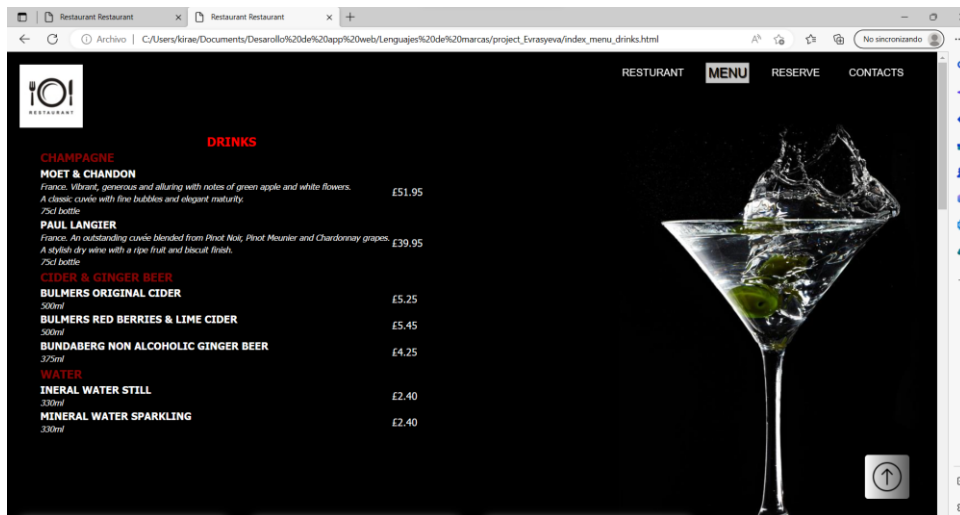 Restaurant Restaurant
Restaurant Restaurant
Archivo | C:/Users/kirae/Documents/Desarollo%20de%20app%20web/Lenguajes%20de%20marcas/project_Evrasyeva/index_menu_drinks.html
No sincronizando
RESTAURANT
RESTURANT MENU RESERVE CONTACTS
DRINKS
CHAMPAGNE
MOET & CHANDON
France. Vibrant, generous and alluring with notes of green apple and white flowers.
A classic cuvée with fine bubbles and elegant maturity.
£51.95
75cl bottle
PAUL LANGIER
France. An outstanding cuvée blended from Pinot Noir, Pinot Meunier and Chardonnay grapes.
A stylish dry wine with a ripe fruit and biscuit finish.
£39.95
75cl bottle
CIDER & GINGER BEER
BULMERS ORIGINAL CIDER
500ml
£5.25
BULMERS RED BERRIES & LIME CIDER
500ml
£5.45
BUNDABERG NON ALCOHOLIC GINGER BEER
375ml
£4.25
WATER
INERAL WATER STILL
330ml
£2.40
MINERAL WATER SPARKLING
330ml
£2.40